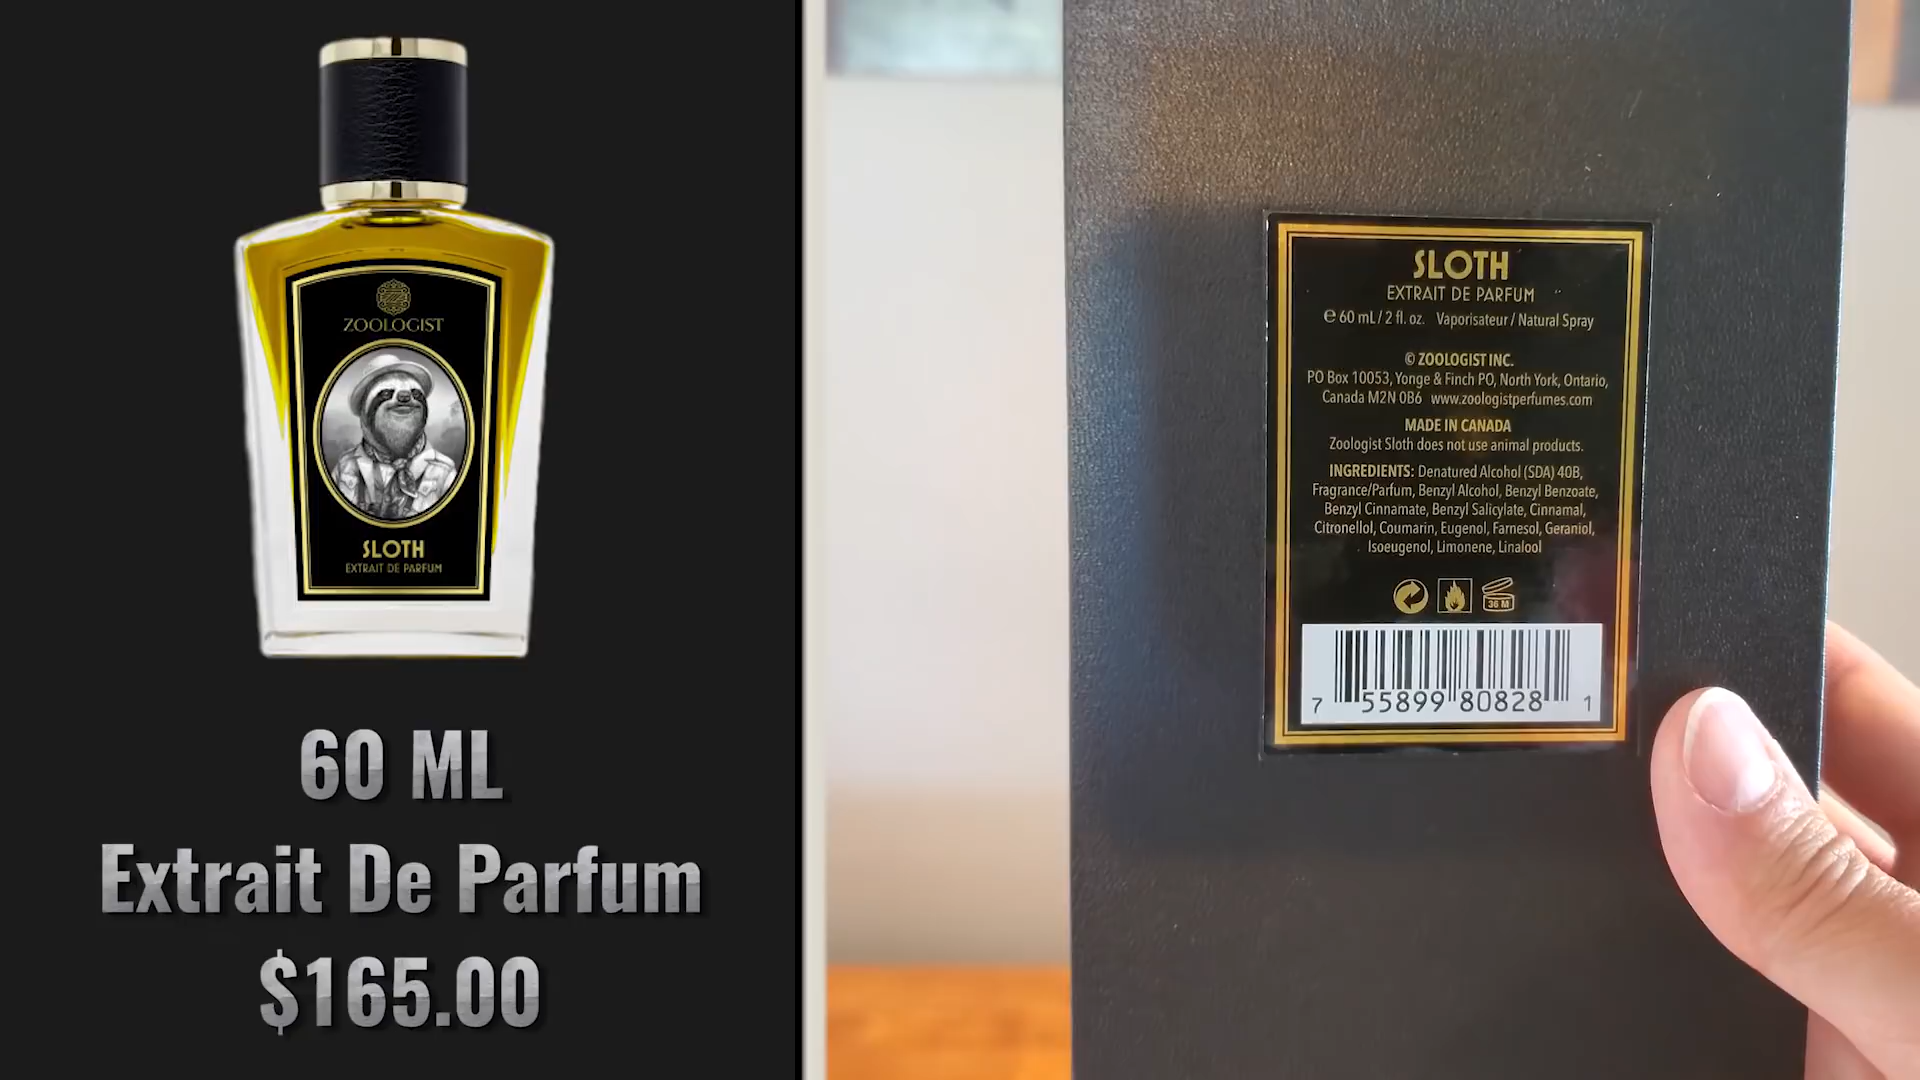 ZOOLOGIST
SLOTH
EXTRAIT DE PARFUM
60 ML
Extrait De Parfum
$165.00
SLOTH
EXTRAIT DE PARFUM
e 60 mL / 2 fl. oz. Vaporisateur / Natural Spray
© ZOOLOGIST INC.
PO Box 10053, Yonge & Finch PO, North York, Ontario,
Canada M2N 0B6 www.zoologistperfumes.com
MADE IN CANADA
Zoologist Sloth does not use animal products.
INGREDIENTS: Denatured Alcohol (SDA) 40B,
Fragrance/Parfum, Benzyl Alcohol, Benzyl Benzoate,
Benzyl Cinnamate, Benzyl Salicylate, Cinnamal,
Citronellol, Coumarin, Eugenol, Farnesol, Geraniol,
Isoeugenol, Limonene, Linalool
36 M
7 55899 80828 1